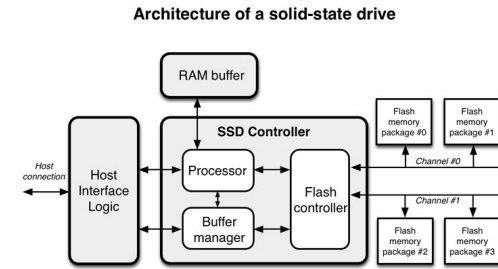 Architecture of a solid-state drive
RAM buffer
Flash
memory
package #0
Flash
memory
package #1
SSD Controller
Host
connection
Host
Interface
Logic
Processor
Flash
controller
Channel #0
Buffer
manager
Channel #1
Flash
memory
package #2
Flash
memory
package #3